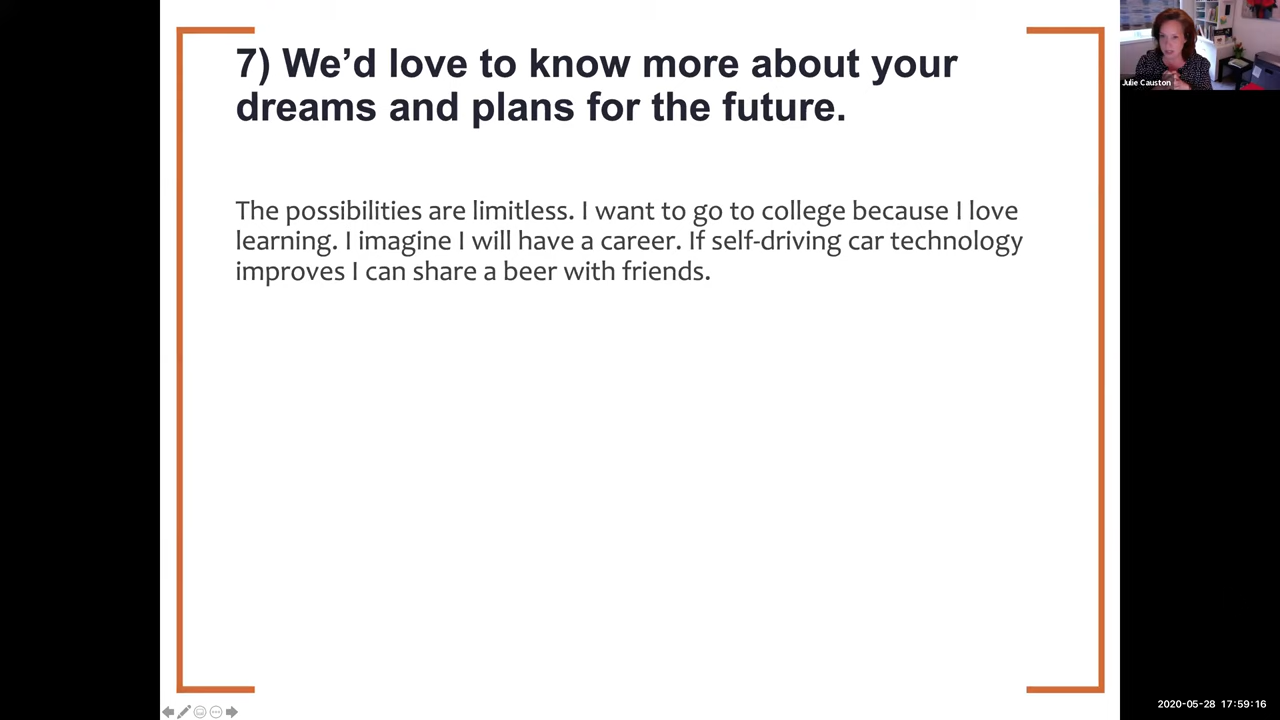 7) We’d love to know more about your
dreams and plans for the future.
The possibilities are limitless. I want to go to college because I love
learning. I imagine I will have a career. If self-driving car technology
improves I can share a beer with friends.
Julie Causton
2020-05-28 17:59:16